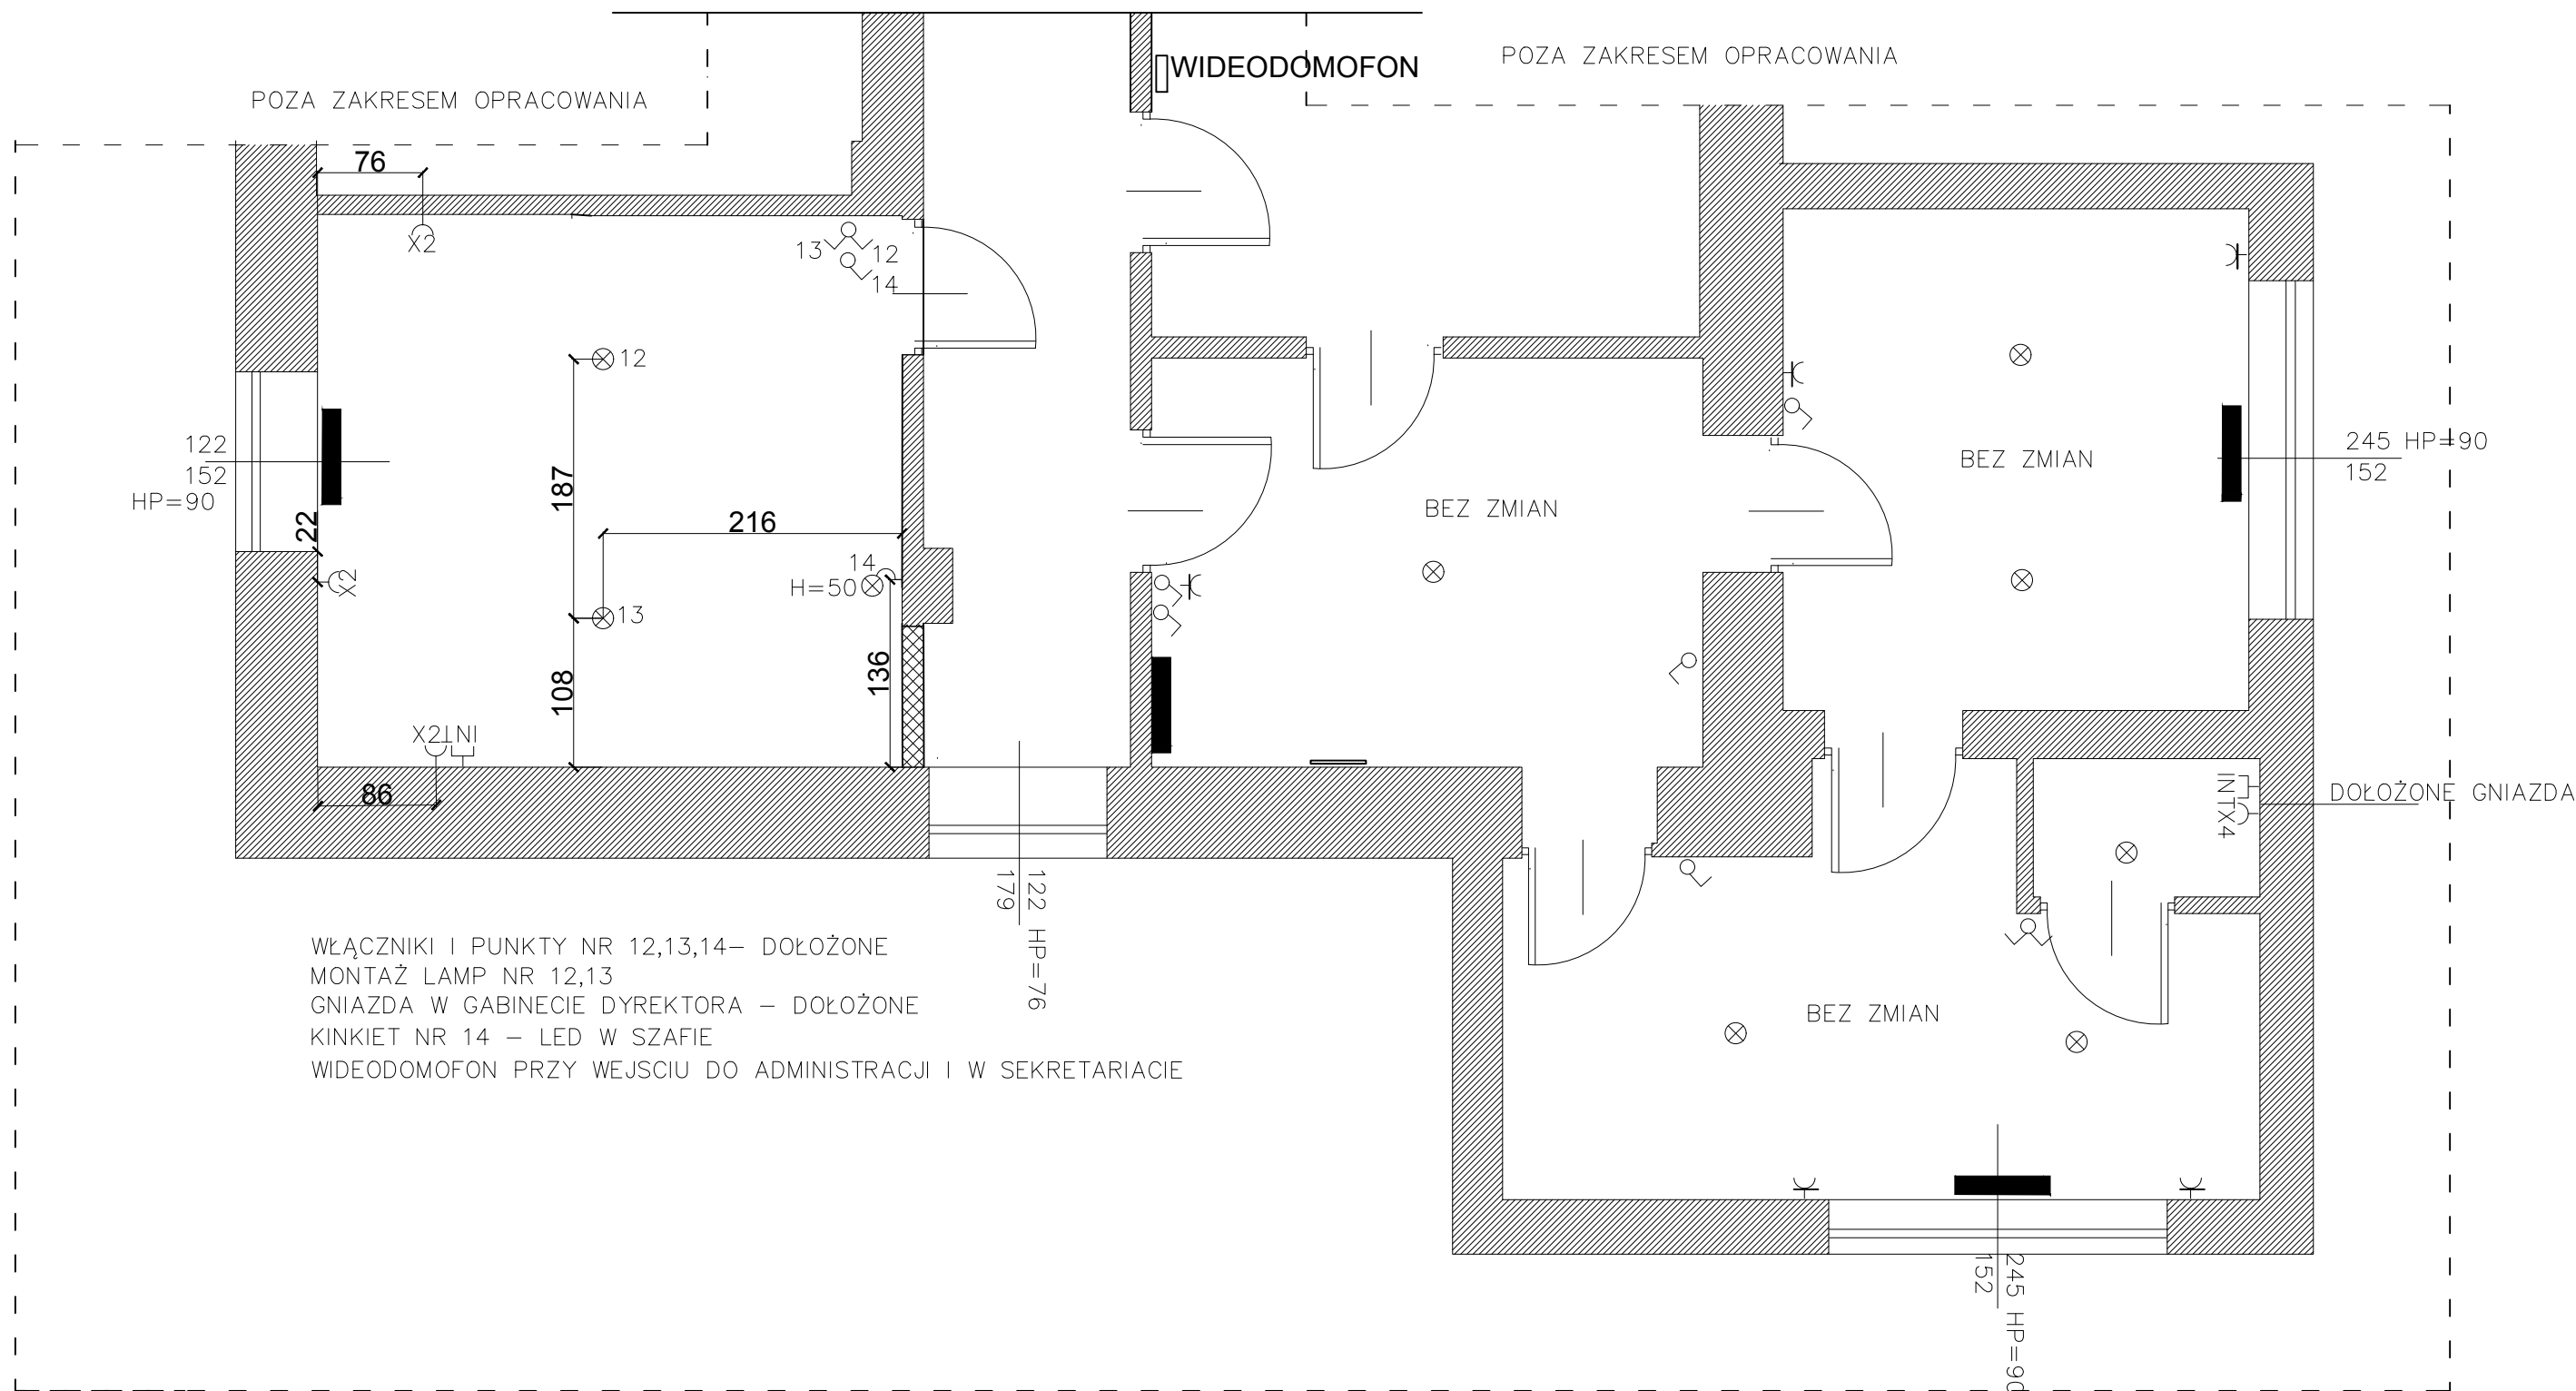 WIDEODOMOFON
POZA ZAKRESEM OPRACOWANIA
POZA ZAKRESEM OPRACOWANIA
76
X2
13
12
14
12
122
152
HP=90
187
216
22
X2
14
H=50
13
108
136
X2
INT
86
BEZ ZMIAN
BEZ ZMIAN
245 HP=90
152
INTX4
DOŁOŻONE GNIAZDA
122 HP=76
179
WŁĄCZNIKI I PUNKTY NR 12,13,14– DOŁOŻONE
MONTAŻ LAMP NR 12,13
GNIAZDA W GABINECIE DYREKTORA – DOŁOŻONE
KINKIET NR 14 – LED W SZAFIE
WIDEODOMOFON PRZY WEJSCIU DO ADMINISTRACJI I W SEKRETARIACIE
BEZ ZMIAN
245 HP=90
152